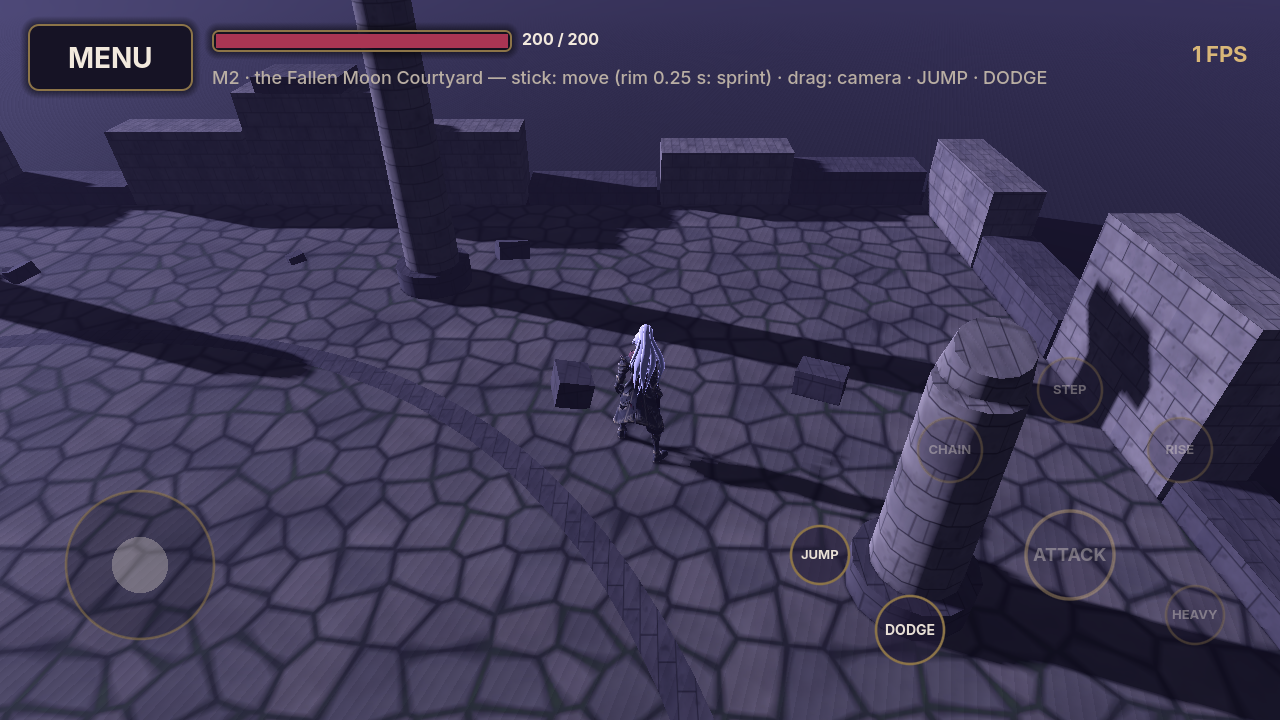 MENU
200 / 200
1 FPS
M2 · the Fallen Moon Courtyard — stick: move (rim 0.25 s: sprint) · drag: camera · JUMP · DODGE
STEP
CHAIN
RISE
JUMP
ATTACK
HEAVY
DODGE